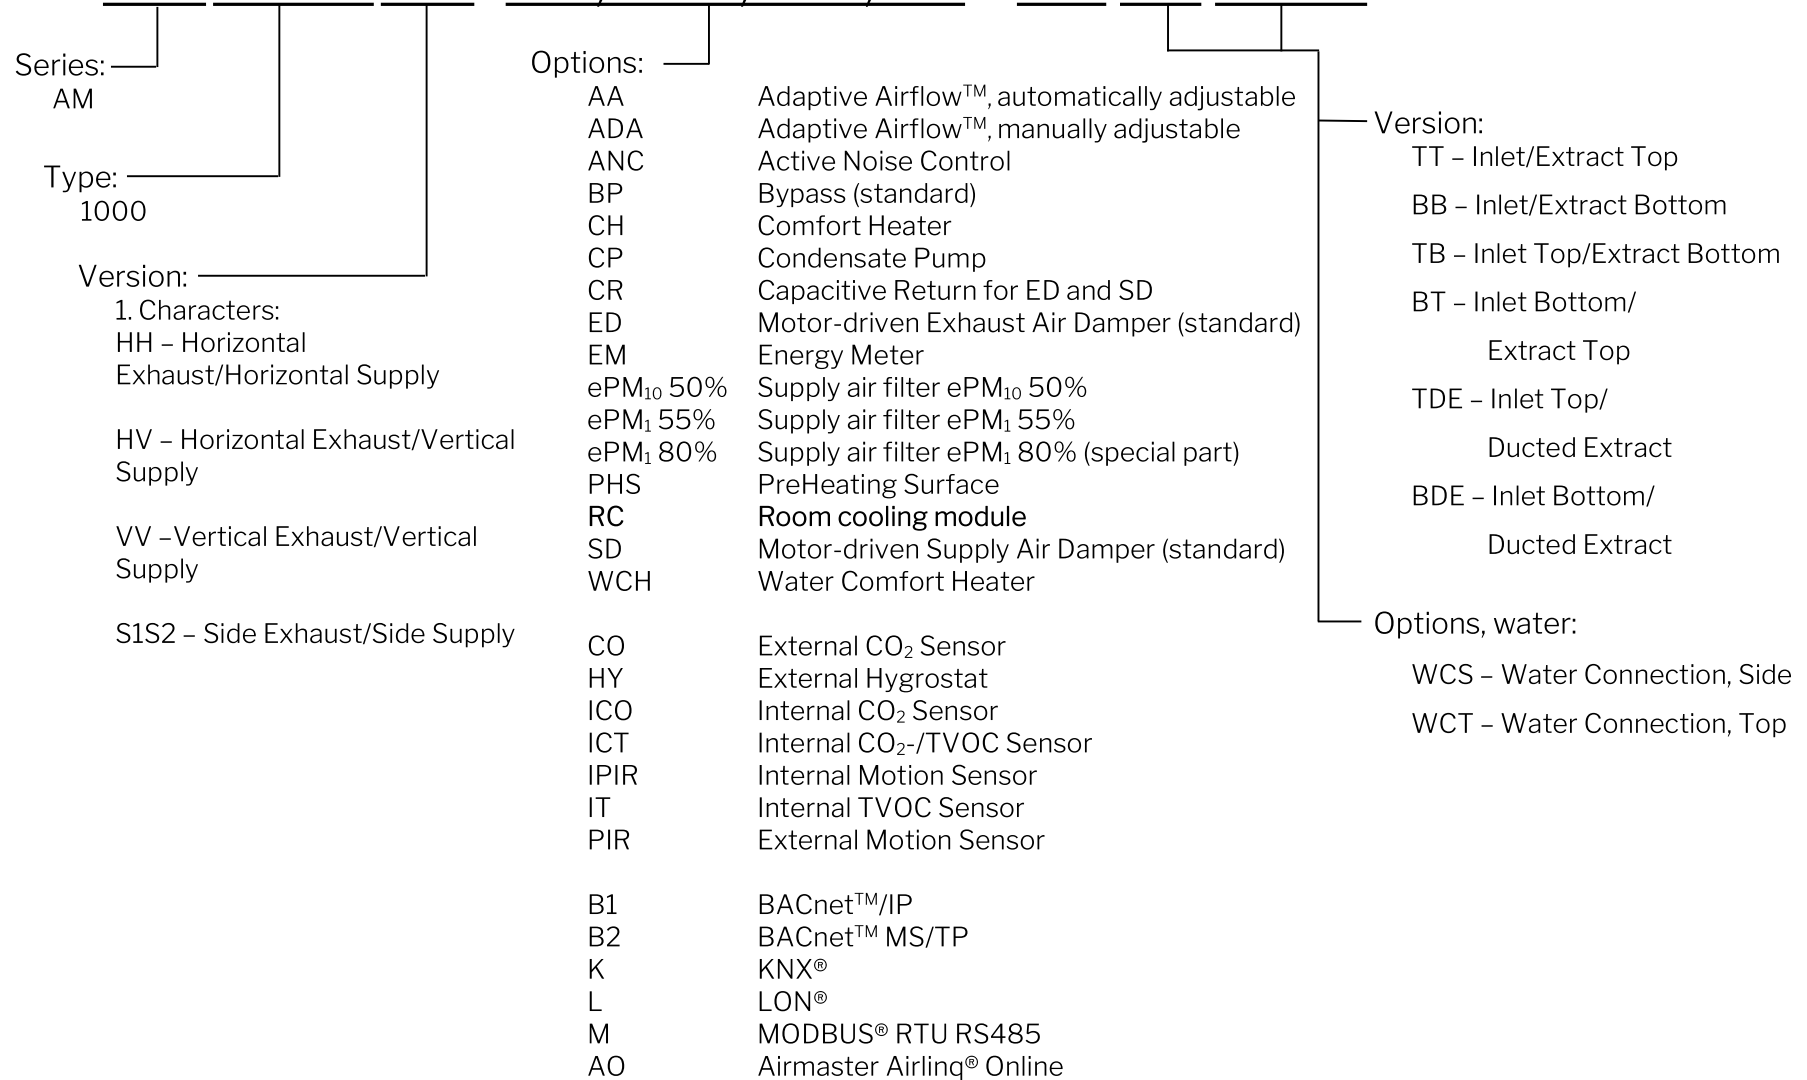 Series:
AM
Type:
1000
Version:
1. Characters:
HH – Horizontal
Exhaust/Horizontal Supply
HV – Horizontal Exhaust/Vertical
Supply
VV –Vertical Exhaust/Vertical
Supply
S1S2 – Side Exhaust/Side Supply
Options:
AA Adaptive Airflow™, automatically adjustable
ADA Adaptive Airflow™, manually adjustable
ANC Active Noise Control
BP Bypass (standard)
CH Comfort Heater
CP Condensate Pump
CR Capacitive Return for ED and SD
ED Motor-driven Exhaust Air Damper (standard)
EM Energy Meter
ePM₁₀ 50% Supply air filter ePM₁₀ 50%
ePM₁ 55% Supply air filter ePM₁ 55%
ePM₁ 80% Supply air filter ePM₁ 80% (special part)
PHS PreHeating Surface
RC Room cooling module
SD Motor-driven Supply Air Damper (standard)
WCH Water Comfort Heater
CO External CO₂ Sensor
HY External Hygrostat
ICO Internal CO₂ Sensor
ICT Internal CO₂-/TVOC Sensor
IPIR Internal Motion Sensor
IT Internal TVOC Sensor
PIR External Motion Sensor
B1 BACnet™/IP
B2 BACnet™ MS/TP
K KNX®
L LON®
M MODBUS® RTU RS485
AO Airmaster Airlinq® Online
Version:
TT – Inlet/Extract Top
BB – Inlet/Extract Bottom
TB – Inlet Top/Extract Bottom
BT – Inlet Bottom/
Extract Top
TDE – Inlet Top/
Ducted Extract
BDE – Inlet Bottom/
Ducted Extract
Options, water:
WCS – Water Connection, Side
WCT – Water Connection, Top